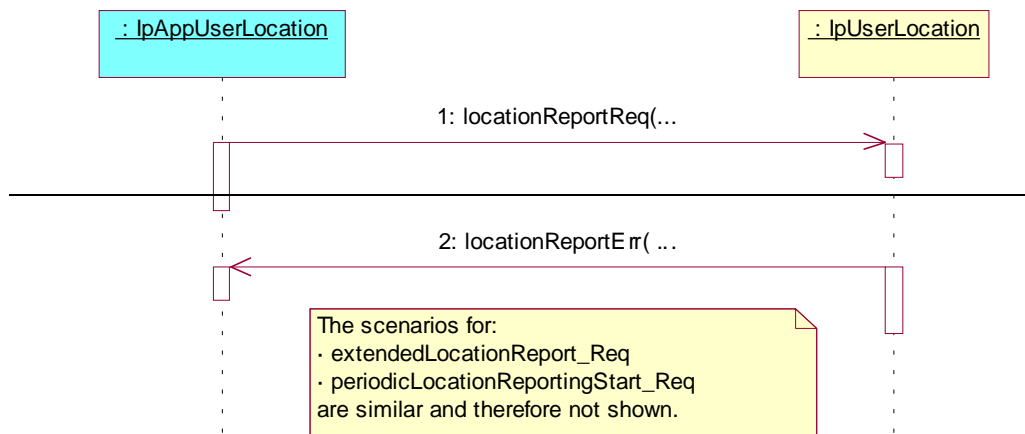 : IpAppUserLocation
: IpUserLocation
1: locationReportReq(...
2: locationReportErr( ...
The scenarios for:
· extendedLocationReport_Req
· periodicLocationReportingStart_Req
are similar and therefore not shown.